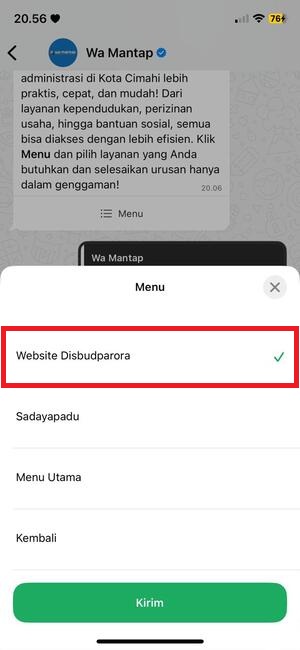 20.56
76
Wa Mantap
administrasi di Kota Cimahi lebih
praktis, cepat, dan mudah! Dari
layanan kependudukan, perizinan
usaha, hingga bantuan sosial, semua
bisa diakses dengan lebih efisien. Klik
Menu dan pilih layanan yang Anda
butuhkan dan selesaikan urusan hanya
dalam genggaman!
20.06
Menu
Wa Mantap
Menu
Website Disbudparora
Sadayapadu
Menu Utama
Kembali
Kirim